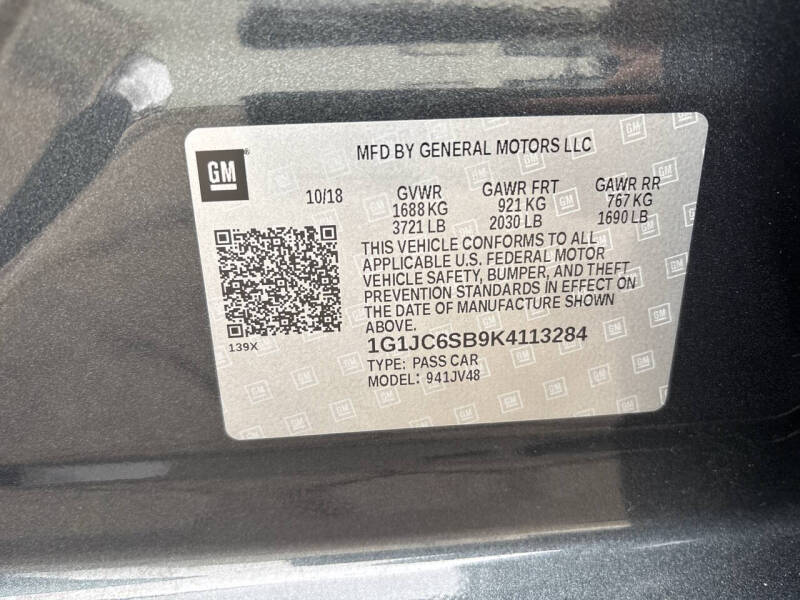 MFD BY GENERAL MOTORS LLC
GM
10/18 GVWR GAWR FRT GAWR RR
1688 KG 921 KG 767 KG
3721 LB 2030 LB 1690 LB
THIS VEHICLE CONFORMS TO ALL
APPLICABLE U.S. FEDERAL MOTOR
VEHICLE SAFETY, BUMPER, AND THEFT
PREVENTION STANDARDS IN EFFECT ON
THE DATE OF MANUFACTURE SHOWN
ABOVE.
139X
1G1JC6SB9K4113284
TYPE: PASS CAR
MODEL: 941JV48